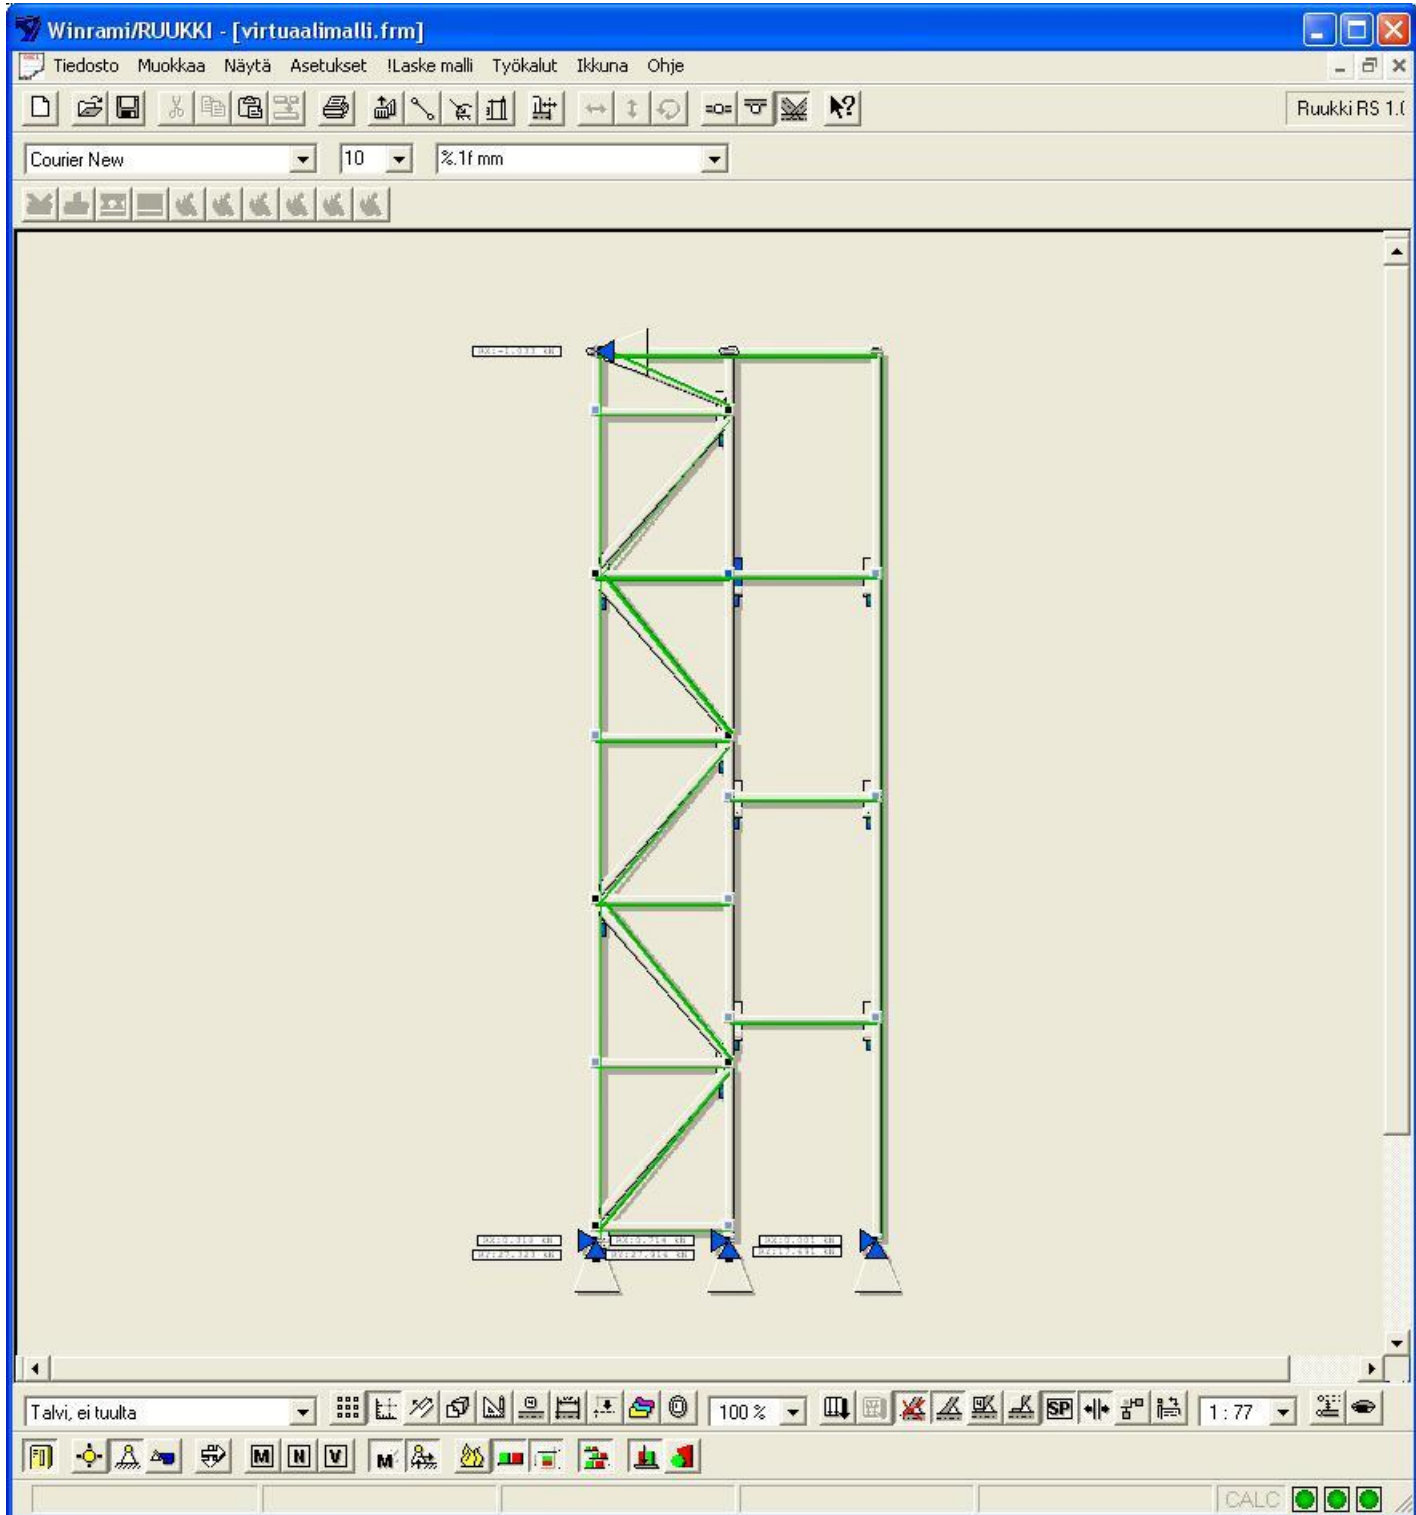 Winrami/RUUKKI - [virtuaalimalli.frm]
Tiedosto Muokkaa Näytä Asetukset !Laske malli Työkalut Ikkuna Ohje
Ruukki RS 1.
Courier New 10 %.1f mm
Talvi, ei tuulta 100 % SP 1 : 77
M N V M
CALC